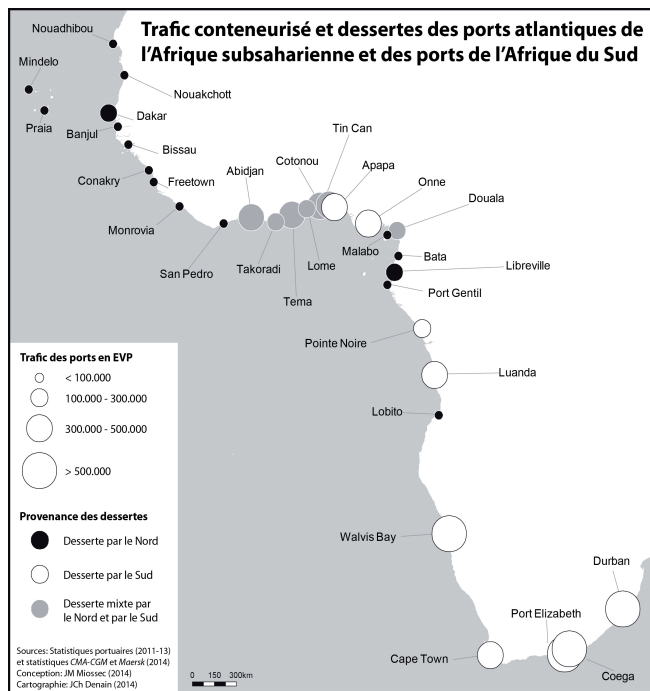 Trafic conteneurisé et dessertes des ports atlantiques de
l'Afrique subsaharienne et des ports de l'Afrique du Sud
Nouadhibou
Mindelo
Nouakchott
Praia
Dakar
Banjul
Bissau
Conakry
Freetown
Monrovia
San Pedro
Abidjan
Takoradi
Tema
Lome
Cotonou
Tin Can
Apapa
Onne
Douala
Malabo
Bata
Libreville
Port Gentil
Pointe Noire
Luanda
Lobito
Walvis Bay
Durban
Port Elizabeth
Cape Town
Coega
Trafic des ports en EVP
< 100.000
100.000 - 300.000
300.000 - 500.000
> 500.000
Provenance des dessertes
Desserte par le Nord
Desserte par le Sud
Desserte mixte par
le Nord et par le Sud
Sources: Statistiques portuaires (2011-13)
et statistiques CMA-CGM et Maersk (2014)
Conception: JM Miossec (2014)
Cartographie: JCh Denain (2014)
0 150 300km